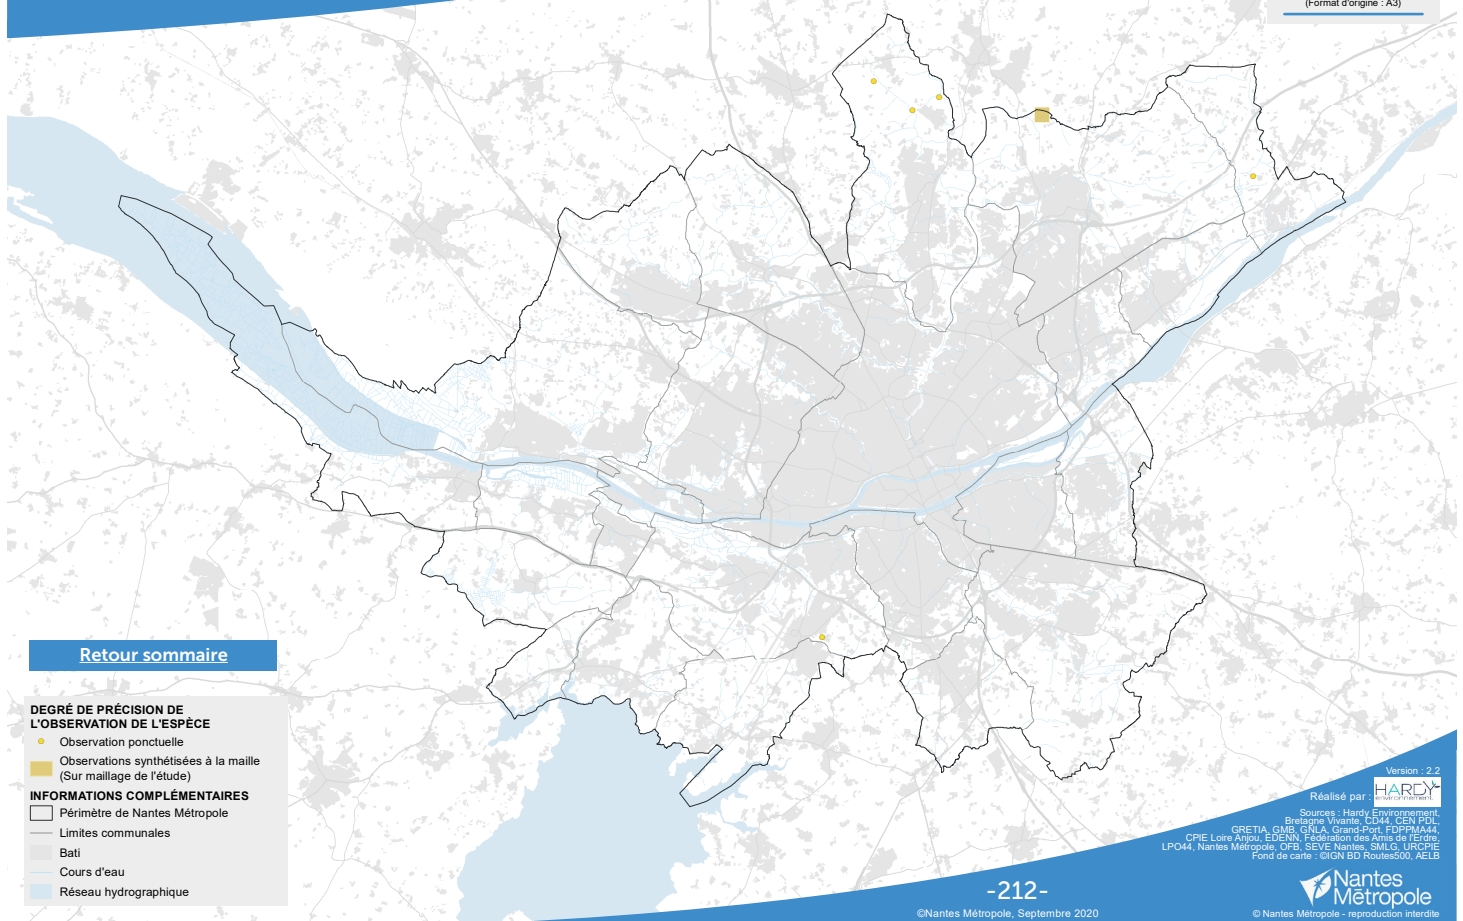 (Format d'origine : A3)
Retour sommaire
DEGRÉ DE PRÉCISION DE
L'OBSERVATION DE L'ESPÈCE
Observation ponctuelle
Observations synthétisées à la maille
(Sur maillage de l'étude)
INFORMATIONS COMPLÉMENTAIRES
Périmètre de Nantes Métropole
Limites communales
Bati
Cours d'eau
Réseau hydrographique
Version : 2.2
Réalisé par :
HARDY
environnement
Sources : Hardy Environnement,
Bretagne Vivante, CD44, CEN PDL,
GRETIA, GMB, GNLA, Grand-Port, FDPPMA44,
CPIE Loire Anjou, EDENN, Fédération des Amis de l'Erdre,
LPO44, Nantes Métropole, OFB, SEVE Nantes, SMLG, URCPIE
Fond de carte : ©IGN BD Routes500, AELB
-212-
©Nantes Métropole, Septembre 2020
Nantes
Métropole
© Nantes Métropole - reproduction interdite